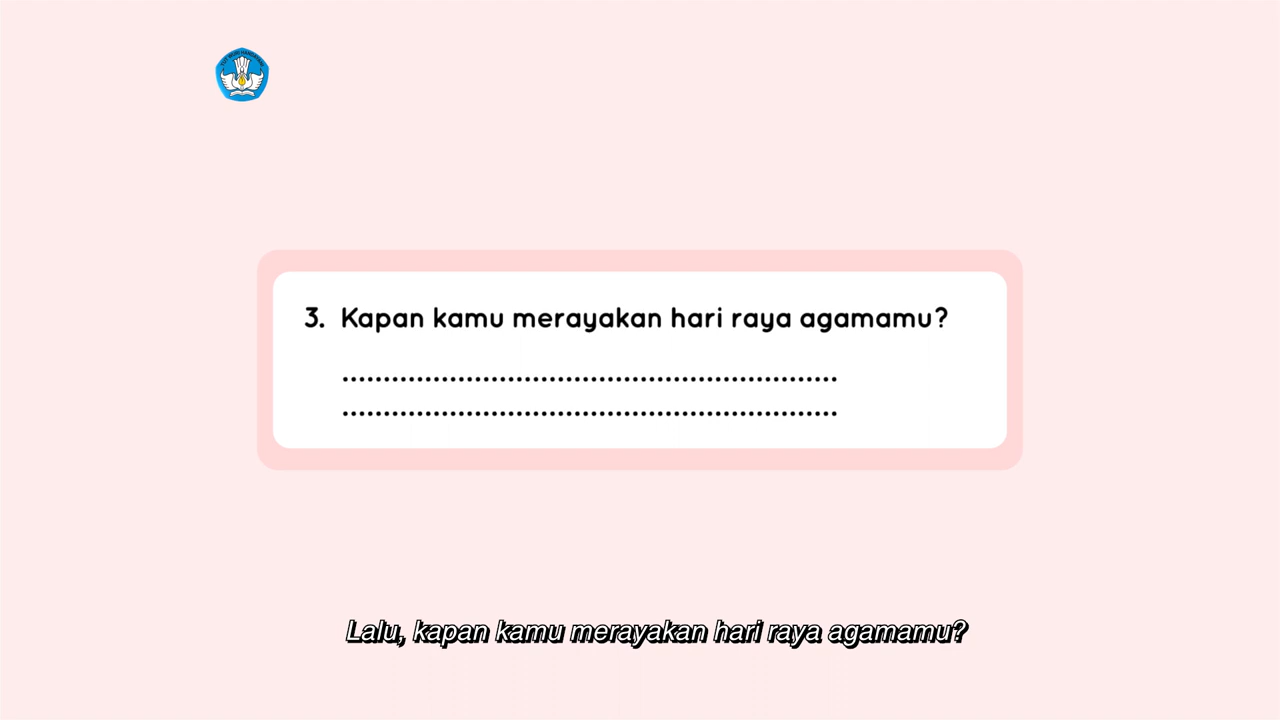 3. Kapan kamu merayakan hari raya agamamu?
............................................................
............................................................
Lalu, kapan kamu merayakan hari raya agamamu?